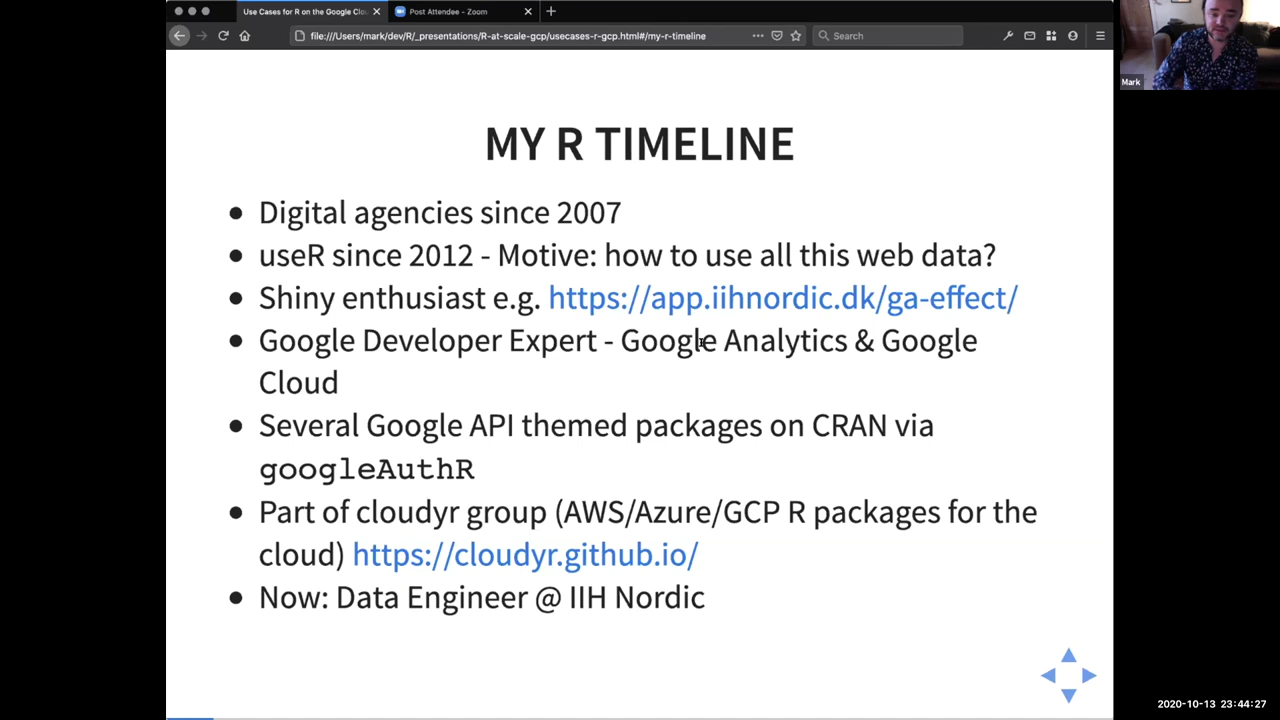 Use Cases for R on the Google Clou
Post Attendee - Zoom
file:///Users/mark/dev/R/_presentations/R-at-scale-gcp/usecases-r-gcp.html#/my-r-timeline
Search
Mark
MY R TIMELINE
Digital agencies since 2007
useR since 2012 - Motive: how to use all this web data?
Shiny enthusiast e.g. https://app.iihnordic.dk/ga-effect/
Google Developer Expert - Google Analytics & Google
Cloud
Several Google API themed packages on CRAN via
googleAuthR
Part of cloudyr group (AWS/Azure/GCP R packages for the
cloud) https://cloudyr.github.io/
Now: Data Engineer @ IIH Nordic
2020-10-13 23:44:27